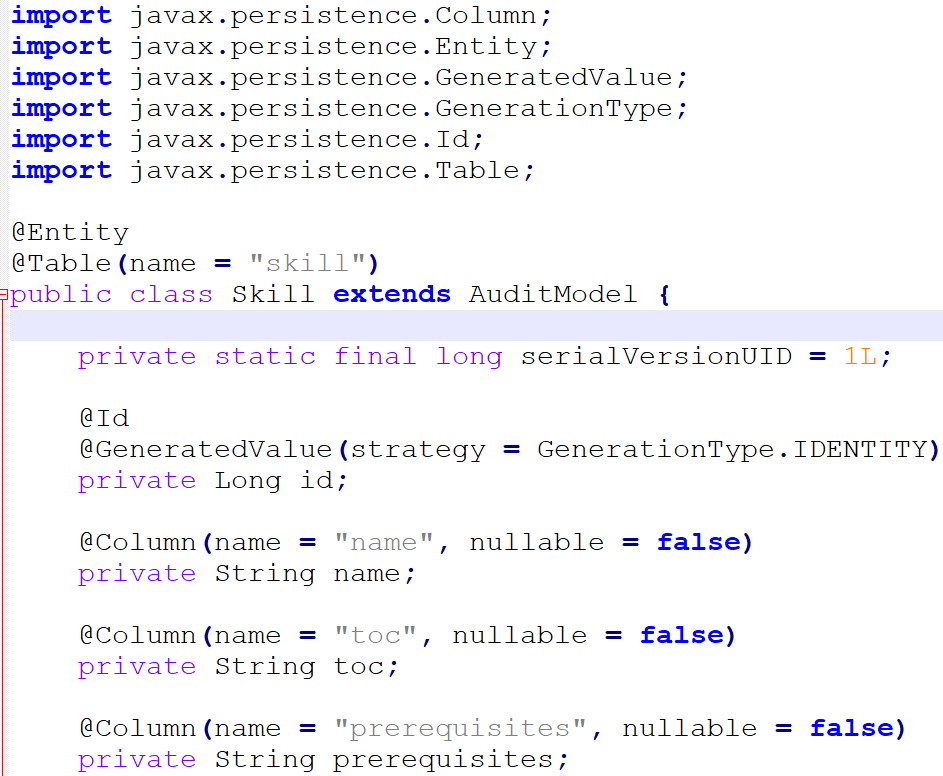 import javax.persistence.Column;
import javax.persistence.Entity;
import javax.persistence.GeneratedValue;
import javax.persistence.GenerationType;
import javax.persistence.Id;
import javax.persistence.Table;
@Entity
@Table(name = "skill")
public class Skill extends AuditModel {
private static final long serialVersionUID = 1L;
@Id
@GeneratedValue(strategy = GenerationType.IDENTITY)
private Long id;
@Column(name = "name", nullable = false)
private String name;
@Column(name = "toc", nullable = false)
private String toc;
@Column(name = "prerequisites", nullable = false)
private String prerequisites;